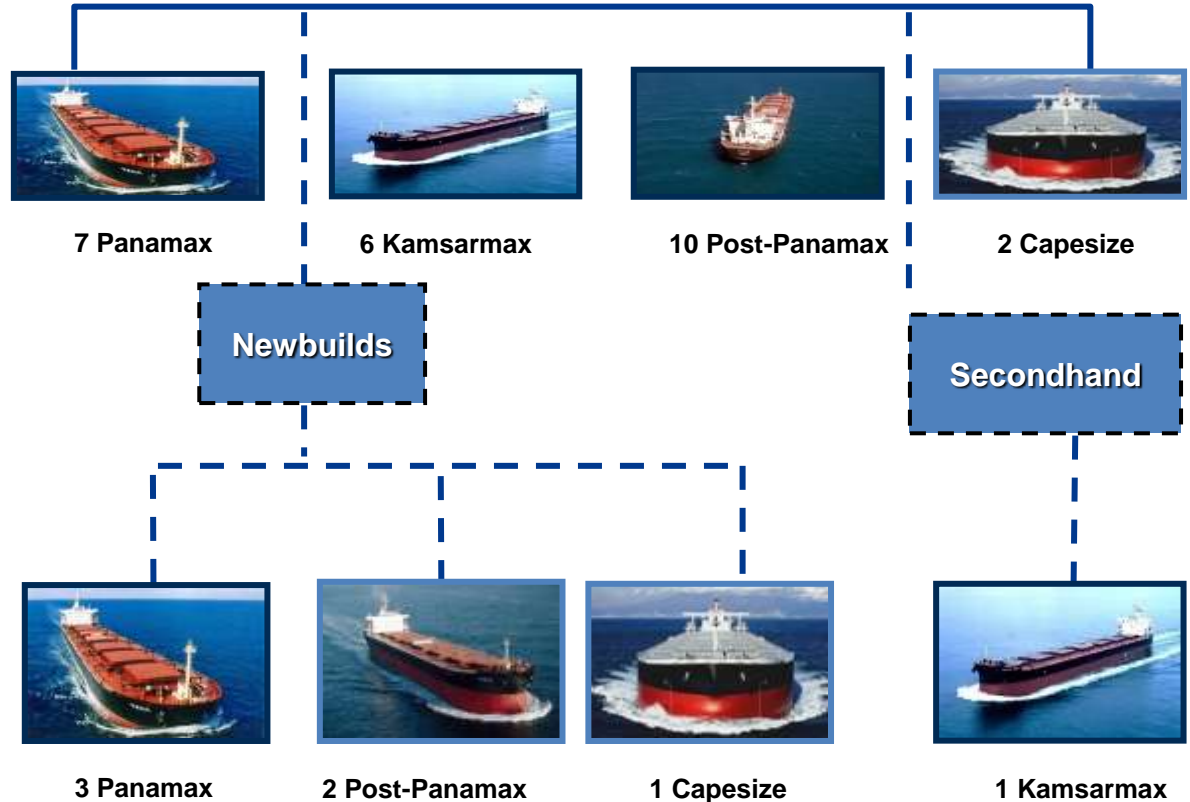 7 Panamax
6 Kamsarmax
10 Post-Panamax
2 Capesize
Newbuilds
Secondhand
3 Panamax
2 Post-Panamax
1 Capesize
1 Kamsarmax